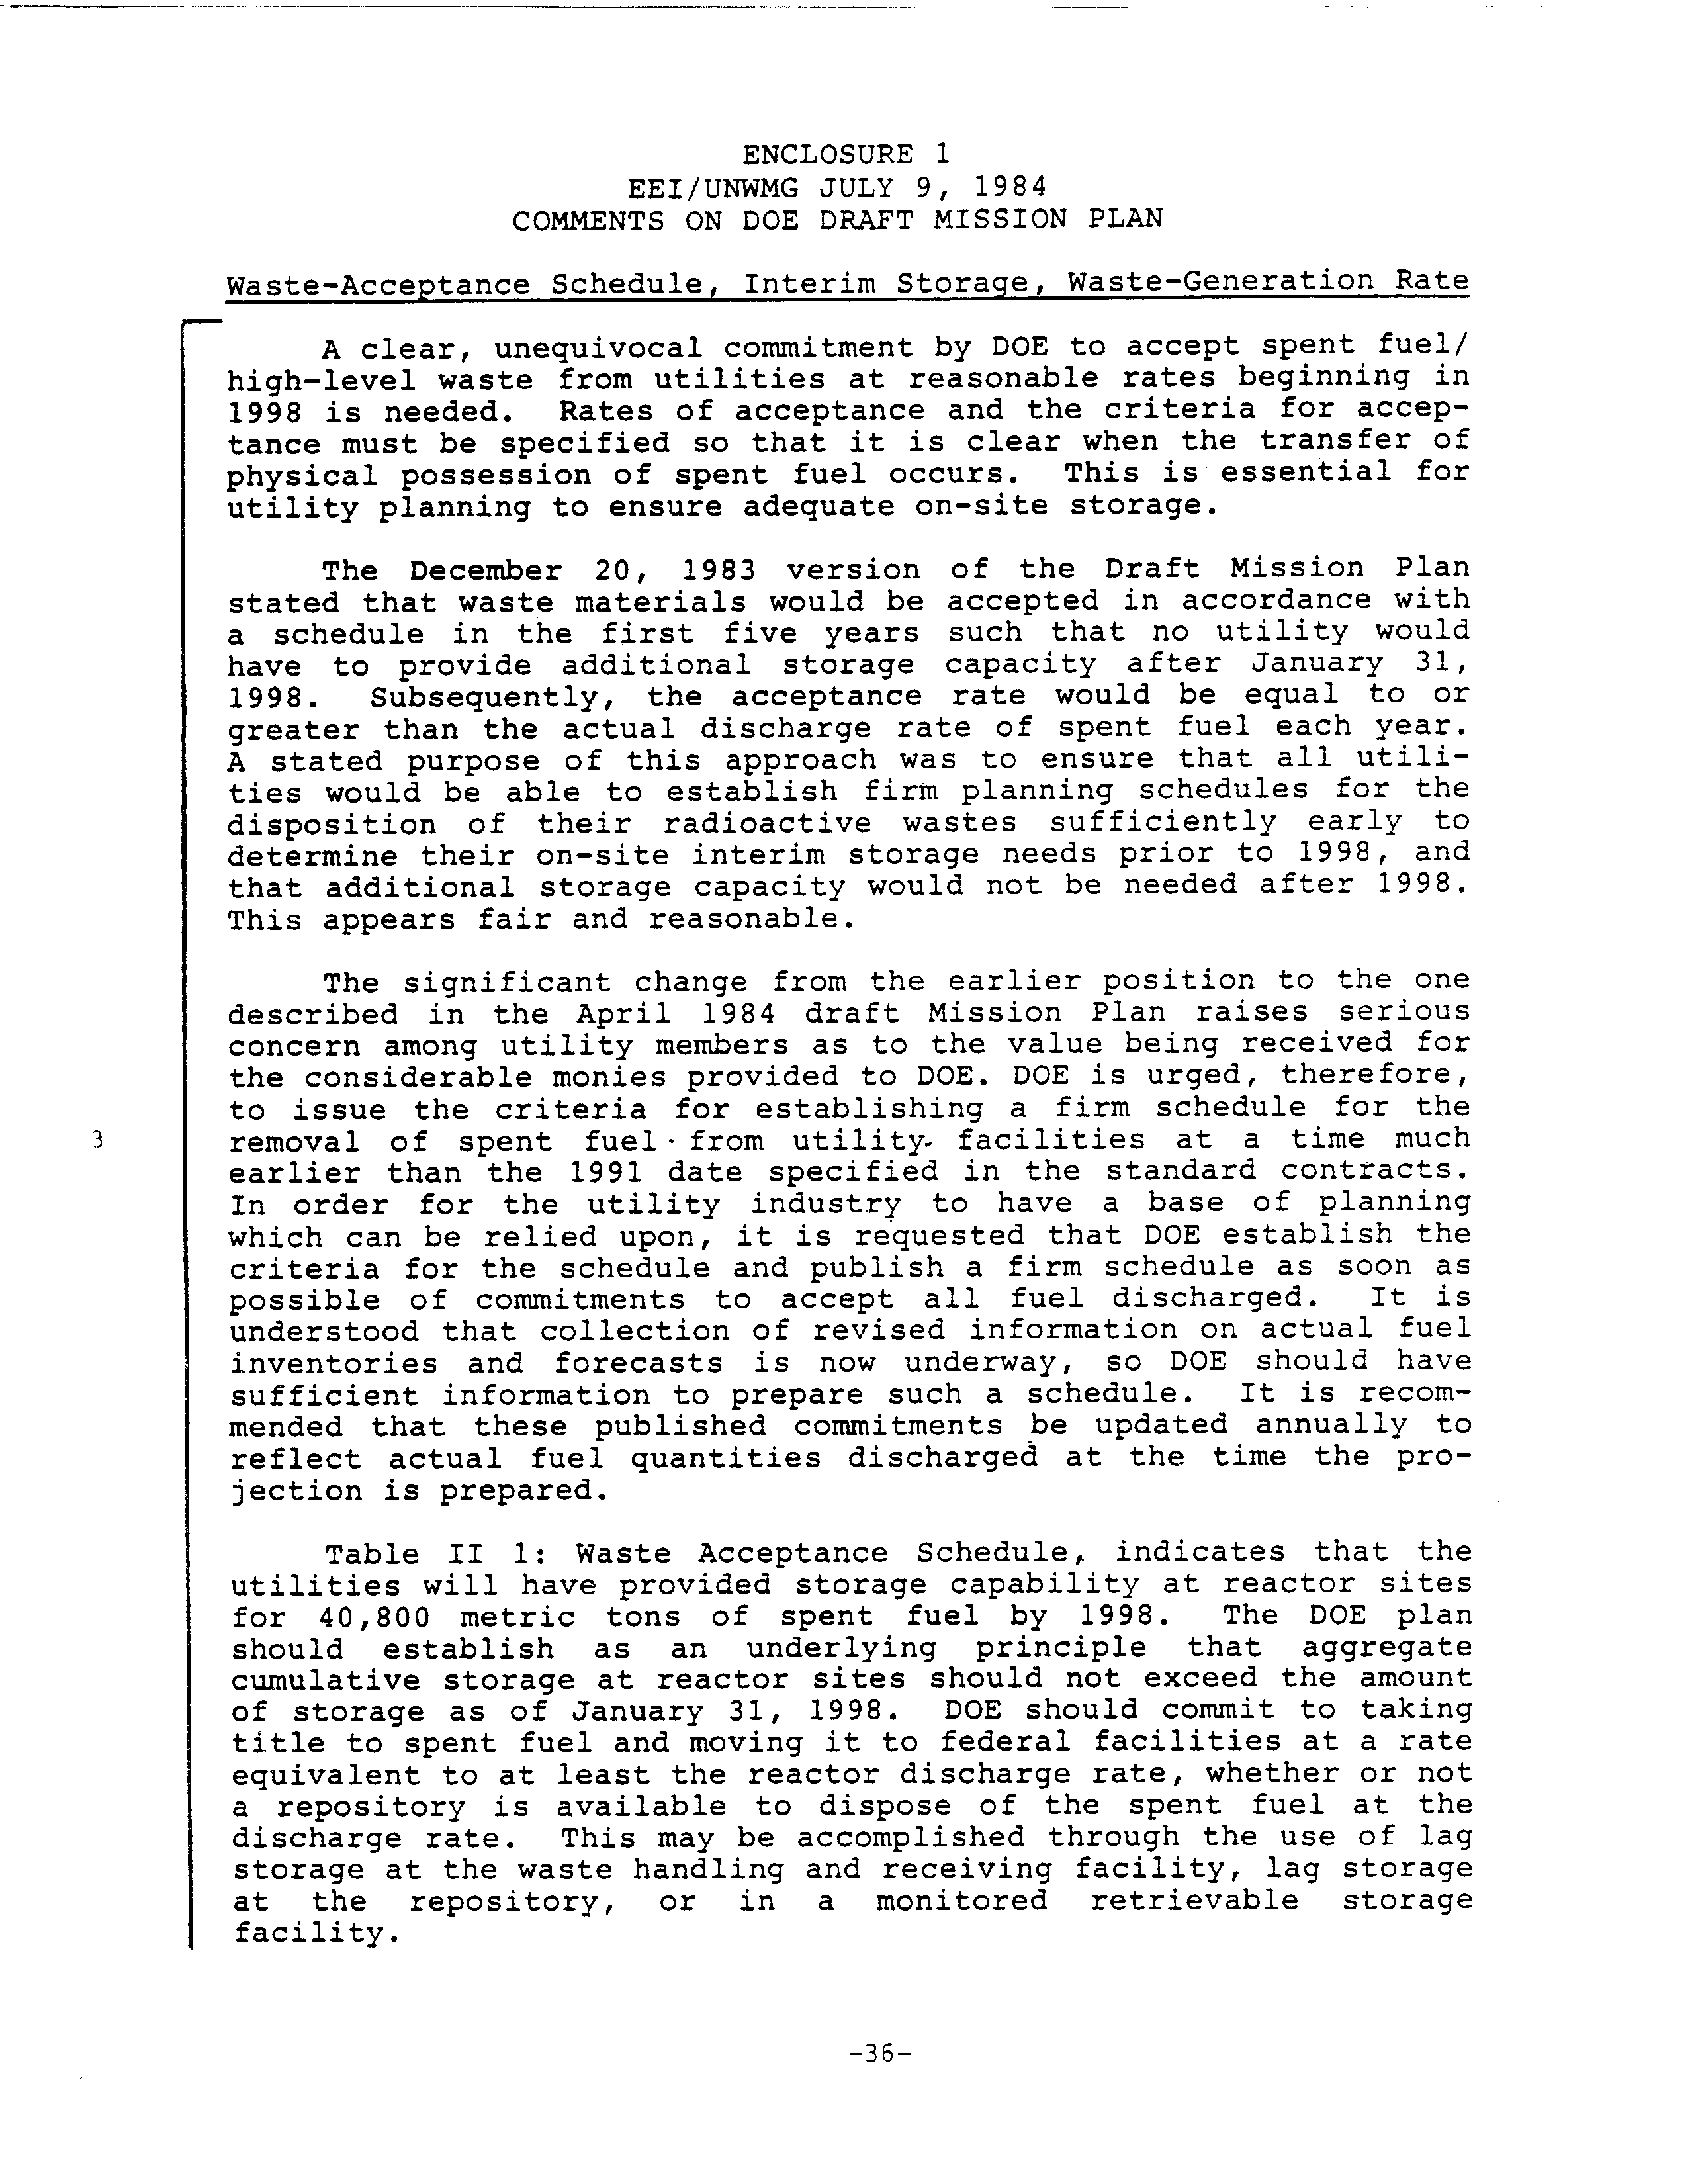 ENCLOSURE 1
EEI/UNWMG JULY 9, 1984
COMMENTS ON DOE DRAFT MISSION PLAN
Waste-Acceptance Schedule, Interim Storage, Waste-Generation Rate
A clear, unequivocal commitment by DOE to accept spent fuel/
high-level waste from utilities at reasonable rates beginning in
1998 is needed. Rates of acceptance and the criteria for accep-
tance must be specified so that it is clear when the transfer of
physical possession of spent fuel occurs. This is essential for
utility planning to ensure adequate on-site storage.
The December 20, 1983 version of the Draft Mission Plan
stated that waste materials would be accepted in accordance with
a schedule in the first five years such that no utility would
have to provide additional storage capacity after January 31,
1998. Subsequently, the acceptance rate would be equal to or
greater than the actual discharge rate of spent fuel each year.
A stated purpose of this approach was to ensure that all utili-
ties would be able to establish firm planning schedules for the
disposition of their radioactive wastes sufficiently early to
determine their on-site interim storage needs prior to 1998, and
that additional storage capacity would not be needed after 1998.
This appears fair and reasonable.
The significant change from the earlier position to the one
described in the April 1984 draft Mission Plan raises serious
concern among utility members as to the value being received for
the considerable monies provided to DOE. DOE is urged, therefore,
to issue the criteria for establishing a firm schedule for the
3 removal of spent fuel from utility facilities at a time much
earlier than the 1991 date specified in the standard contracts.
In order for the utility industry to have a base of planning
which can be relied upon, it is requested that DOE establish the
criteria for the schedule and publish a firm schedule as soon as
possible of commitments to accept all fuel discharged. It is
understood that collection of revised information on actual fuel
inventories and forecasts is now underway, so DOE should have
sufficient information to prepare such a schedule. It is recom-
mended that these published commitments be updated annually to
reflect actual fuel quantities discharged at the time the pro-
jection is prepared.
Table II 1: Waste Acceptance Schedule, indicates that the
utilities will have provided storage capability at reactor sites
for 40,800 metric tons of spent fuel by 1998. The DOE plan
should establish as an underlying principle that aggregate
cumulative storage at reactor sites should not exceed the amount
of storage as of January 31, 1998. DOE should commit to taking
title to spent fuel and moving it to federal facilities at a rate
equivalent to at least the reactor discharge rate, whether or not
a repository is available to dispose of the spent fuel at the
discharge rate. This may be accomplished through the use of lag
storage at the waste handling and receiving facility, lag storage
at the repository, or in a monitored retrievable storage
facility.
-36-